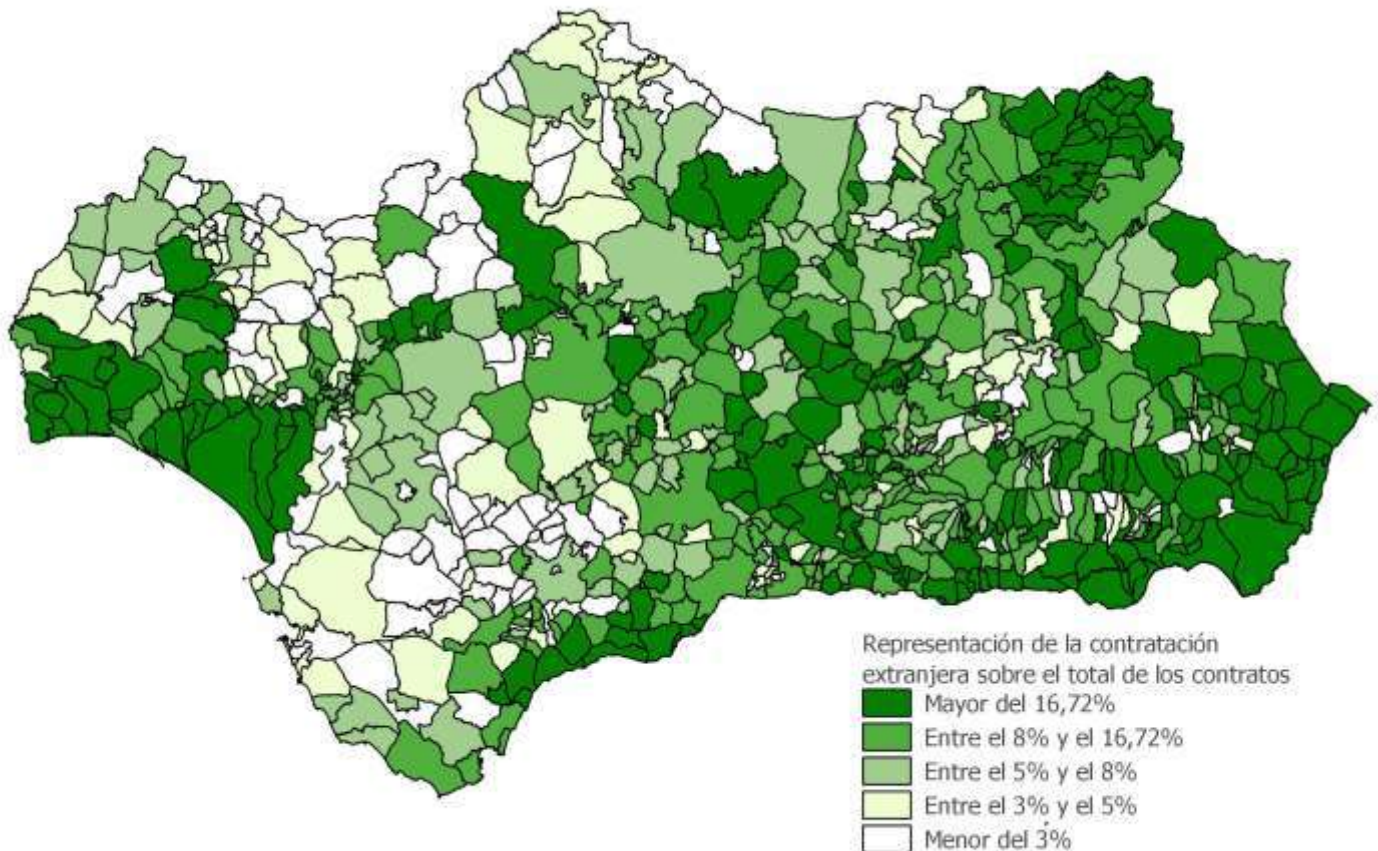 Representación de la contratación
extranjera sobre el total de los contratos
Mayor del 16,72%
Entre el 8% y el 16,72%
Entre el 5% y el 8%
Entre el 3% y el 5%
Menor del 3%